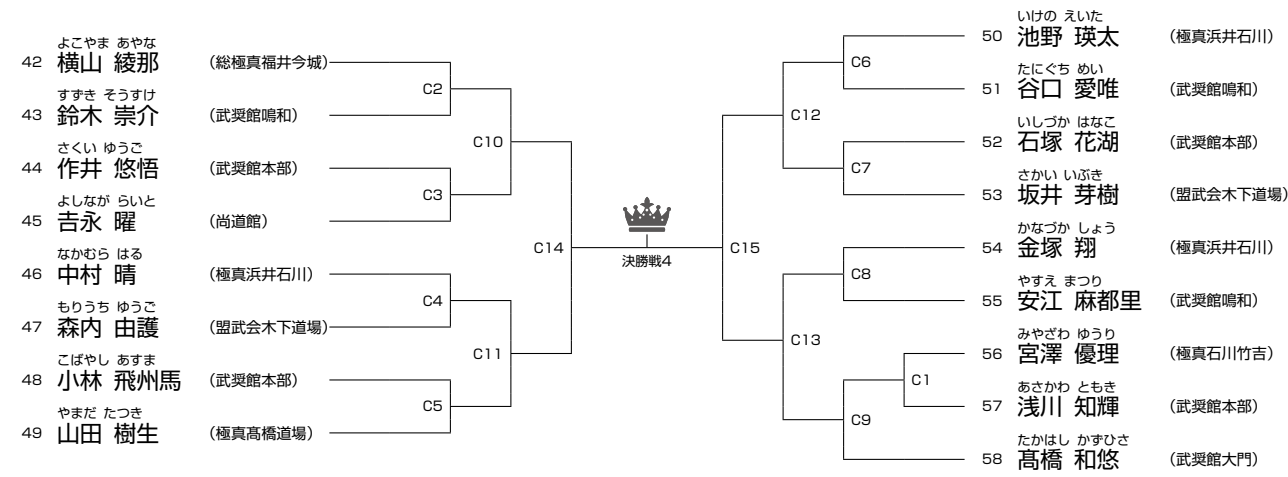 よこやま あやな
42 横山 綾那 (総極真福井今城)
すずき そうすけ
43 鈴木 崇介 (武奨館鳴和)
さくい ゆうご
44 作井 悠悟 (武奨館本部)
よしなが らいと
45 𠮷永 曜 (尚道館)
なかむら はる
46 中村 晴 (極真浜井石川)
もりうち ゆうご
47 森内 由護 (盟武会木下道場)
こばやし あすま
48 小林 飛州馬 (武奨館本部)
やまだ たつき
49 山田 樹生 (極真髙橋道場)
C2
C3
C4
C5
C10
C11
C14
決勝戦4
C15
C12
C13
C6
C7
C8
C1
C9
いけの えいた
50 池野 瑛太 (極真浜井石川)
たにぐち めい
51 谷口 愛唯 (武奨館鳴和)
いしづか はなこ
52 石塚 花湖 (武奨館本部)
さかい いぶき
53 坂井 芽樹 (盟武会木下道場)
かなづか しょう
54 金塚 翔 (極真浜井石川)
やすえ まつり
55 安江 麻都里 (武奨館鳴和)
みやざわ ゆうり
56 宮澤 優理 (極真石川竹吉)
あさかわ ともき
57 浅川 知輝 (武奨館本部)
たかはし かずひさ
58 髙橋 和悠 (武奨館大門)